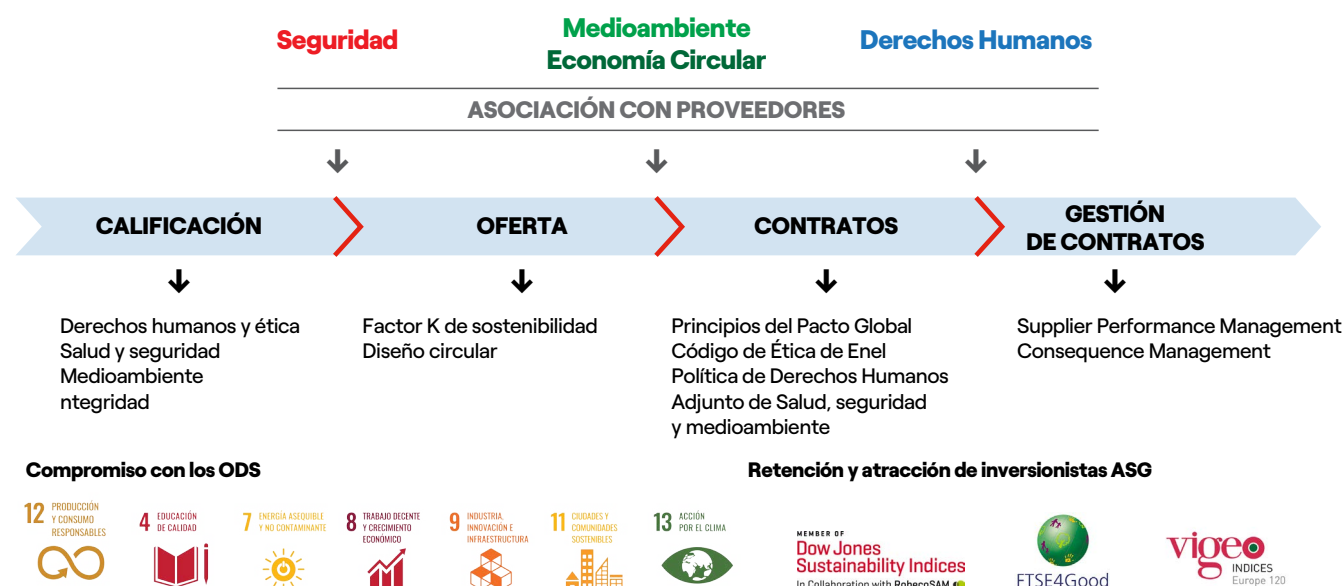 Seguridad
Medioambiente
Economía Circular
Derechos Humanos
ASOCIACIÓN CON PROVEEDORES
CALIFICACIÓN
OFERTA
CONTRATOS
GESTIÓN
DE CONTRATOS
Derechos humanos y ética
Salud y seguridad
Medioambiente
ntegridad
Factor K de sostenibilidad
Diseño circular
Principios del Pacto Global
Código de Ética de Enel
Política de Derechos Humanos
Adjunto de Salud, seguridad
y medioambiente
Supplier Performance Management
Consequence Management
Compromiso con los ODS
12 PRODUCCIÓN
Y CONSUMO
RESPONSABLES
4 EDUCACIÓN
DE CALIDAD
7 ENERGÍA ASEQUIBLE
Y NO CONTAMINANTE
8 TRABAJO DECENTE
Y CRECIMIENTO
ECONÓMICO
9 INDUSTRIA,
INNOVACIÓN E
INFRAESTRUCTURA
11 CIUDADES Y
COMUNIDADES
SOSTENIBLES
13 ACCIÓN
POR EL CLIMA
Retención y atracción de inversionistas ASG
MEMBER OF
Dow Jones
Sustainability Indices
In Collaboration with RobecoSAM
FTSE4Good
vigeo
INDICES
Europe 120